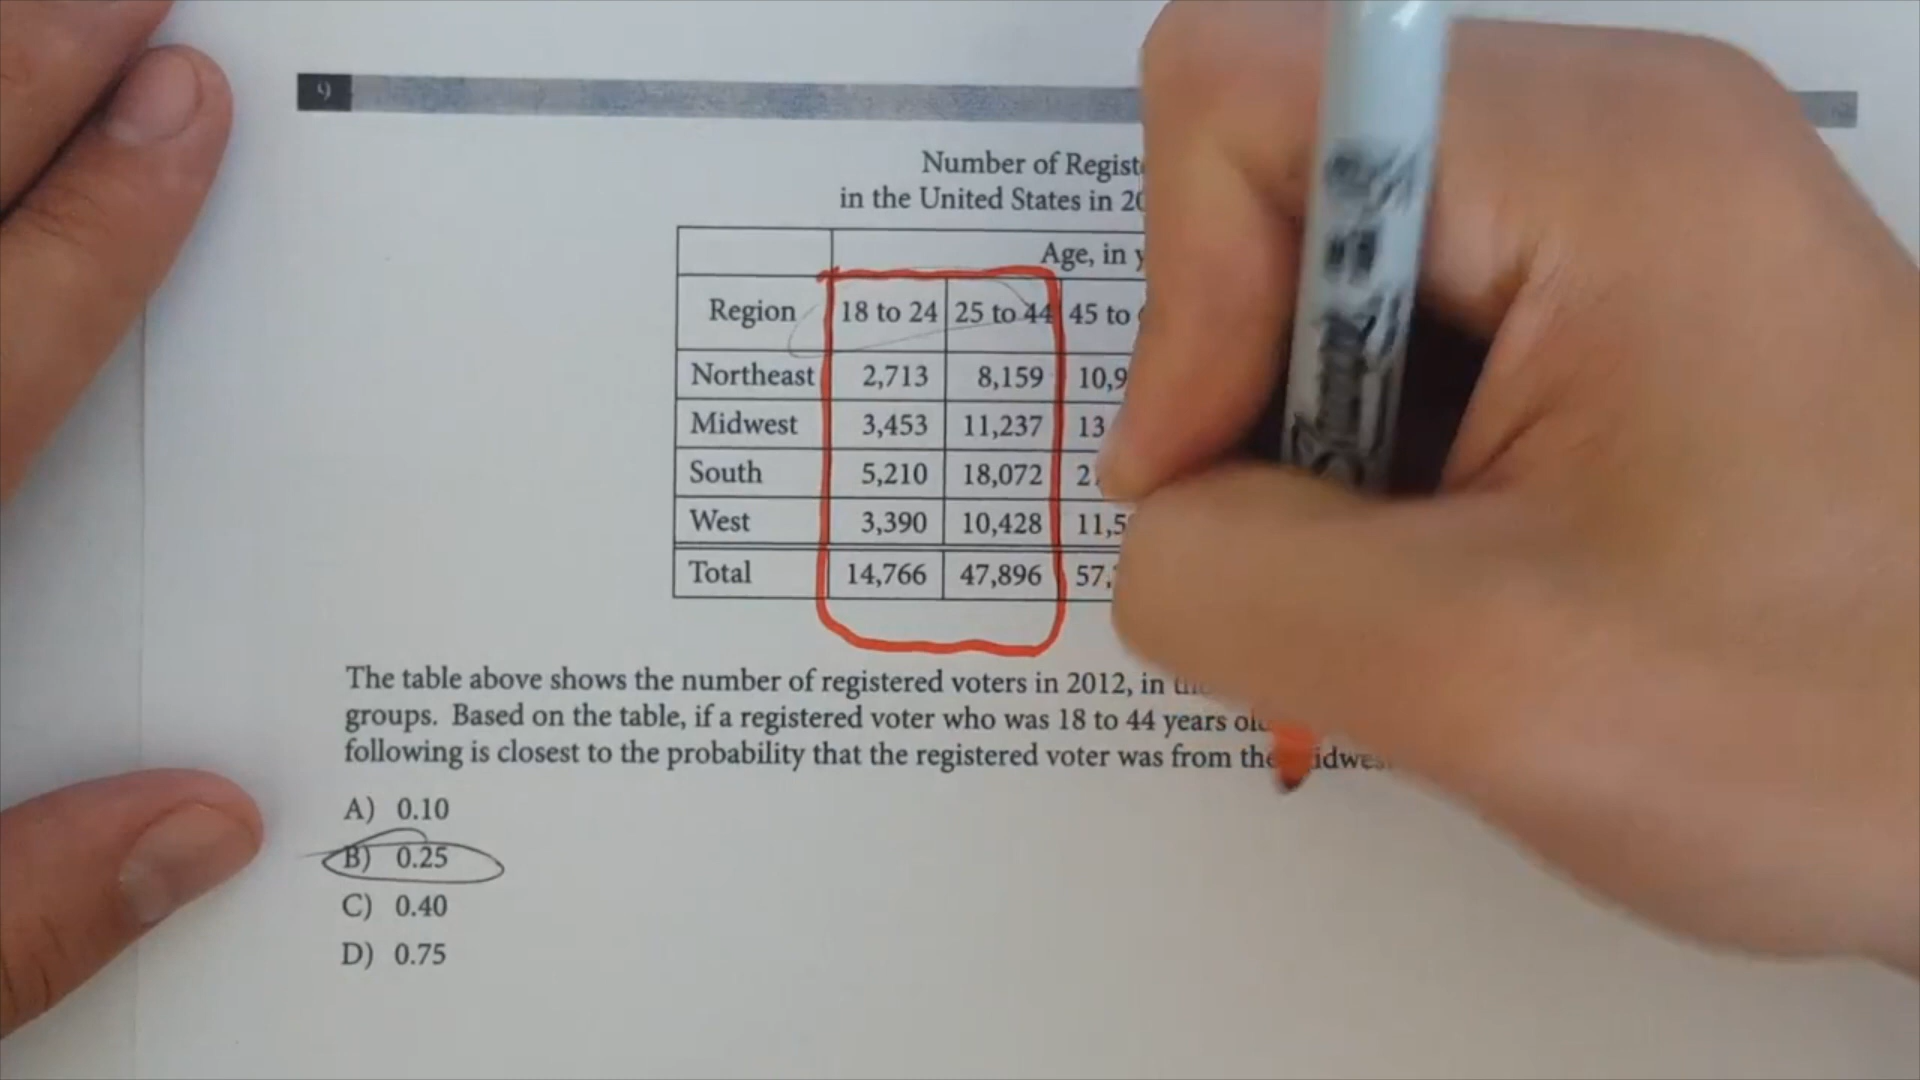 9
Number of Regist
in the United States in 20
Age, in y
Region 18 to 24 25 to 44 45 to
Northeast 2,713 8,159 10,9
Midwest 3,453 11,237 13
South 5,210 18,072 2
West 3,390 10,428 11,5
Total 14,766 47,896 57,
The table above shows the number of registered voters in 2012, in
groups. Based on the table, if a registered voter who was 18 to 44 years
following is closest to the probability that the registered voter was from the
A) 0.10
B) 0.25
C) 0.40
D) 0.75